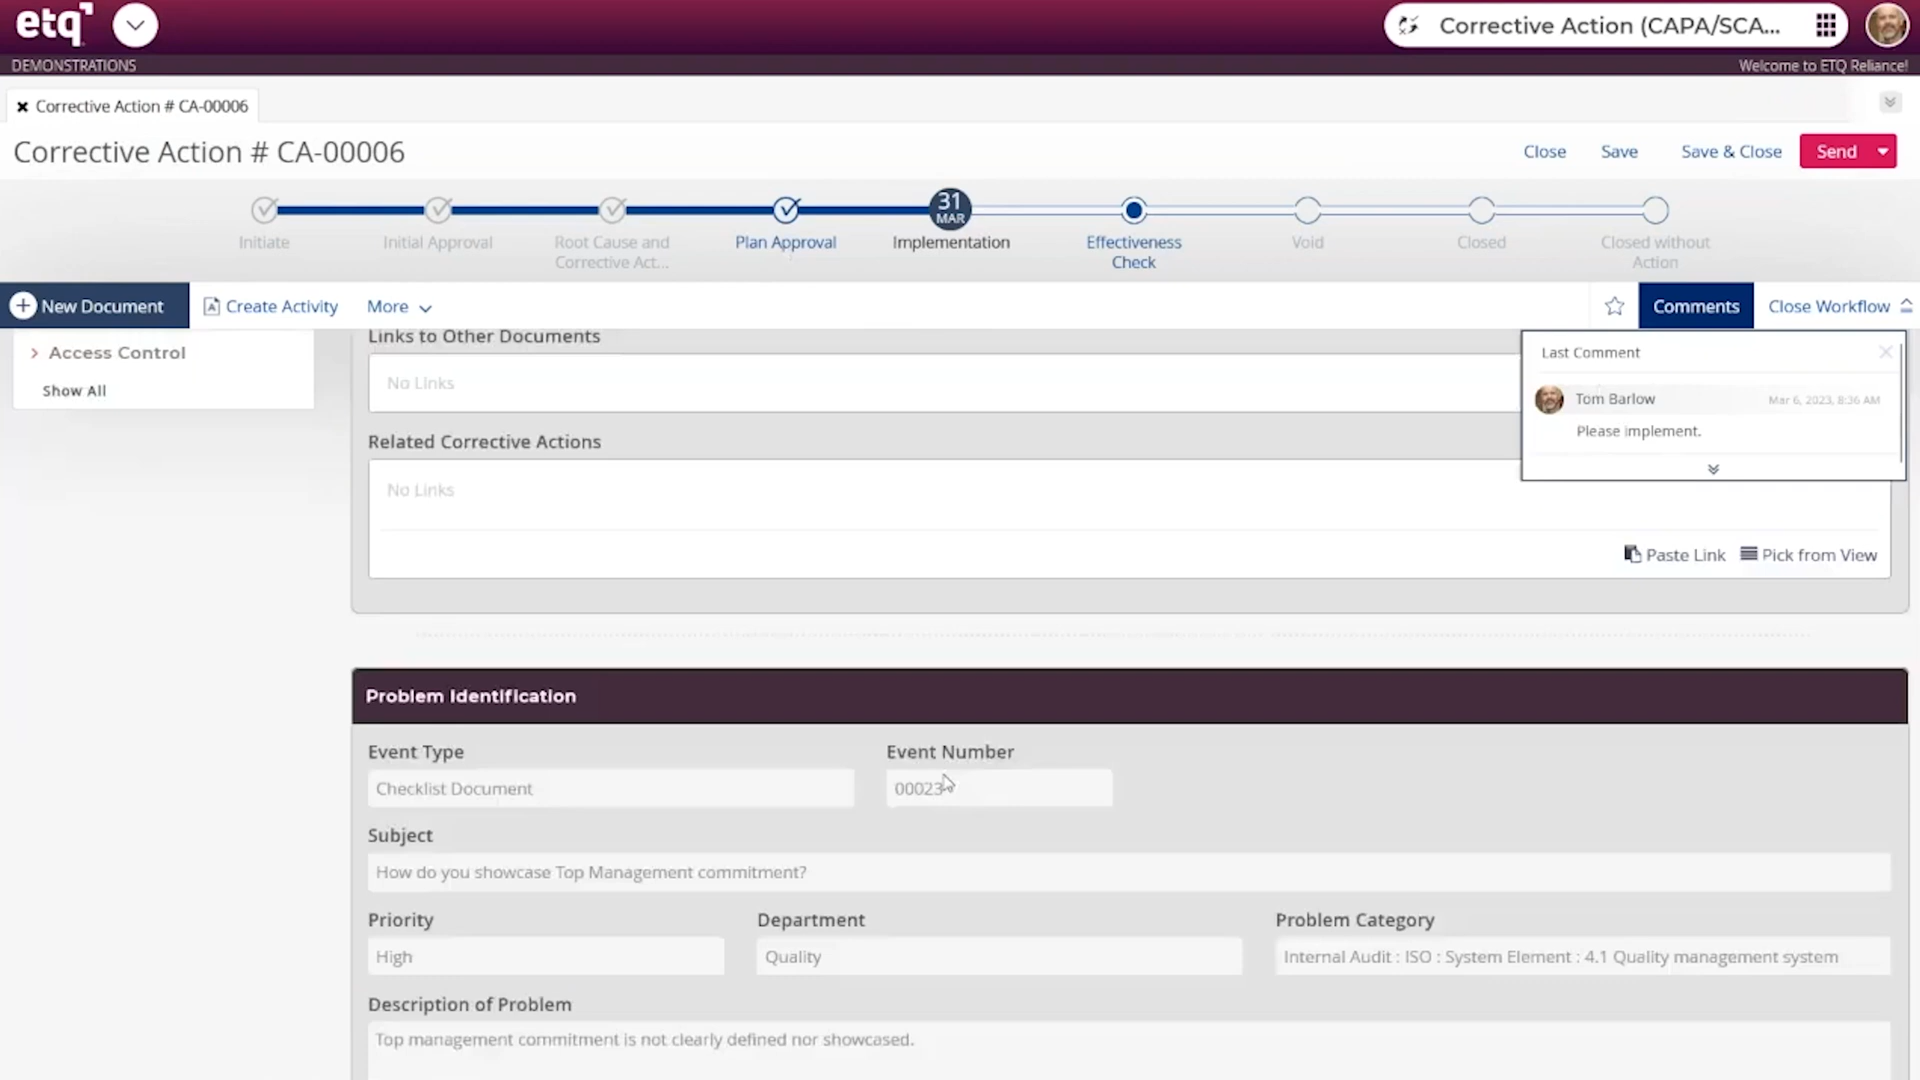 etq
Corrective Action (CAPA/SCA...
DEMONSTRATIONS
Welcome to ETQ Reliance!
Corrective Action # CA-00006
Corrective Action # CA-00006
Close
Save
Save & Close
Send
31
MAR
Initiate
Initial Approval
Root Cause and
Corrective Act...
Plan Approval
Implementation
Effectiveness
Check
Void
Closed
Closed without
Action
New Document
Create Activity
More
Comments
Close Workflow
Access Control
Show All
Links to Other Documents
No Links
Last Comment
Tom Barlow
Mar 6, 2023, 8:36 AM
Please implement.
Related Corrective Actions
No Links
Paste Link
Pick from View
Problem Identification
Event Type
Event Number
Checklist Document
00023
Subject
How do you showcase Top Management commitment?
Priority
Department
Problem Category
High
Quality
Internal Audit : ISO : System Element : 4.1 Quality management system
Description of Problem
Top management commitment is not clearly defined nor showcased.